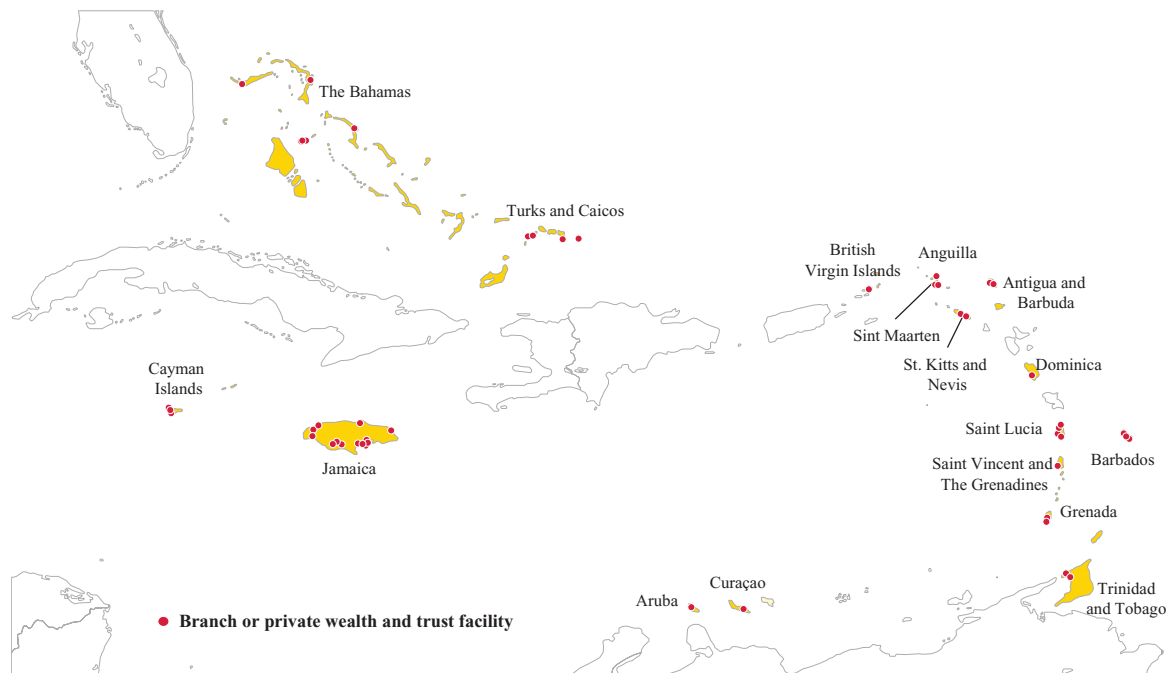 The Bahamas
Turks and Caicos
British
Virgin Islands
Anguilla
Antigua and
Barbuda
Sint Maarten
St. Kitts and
Nevis
Dominica
Cayman
Islands
Jamaica
Saint Lucia
Barbados
Saint Vincent and
The Grenadines
Grenada
Curaçao
Aruba
Trinidad
and Tobago
Branch or private wealth and trust facility